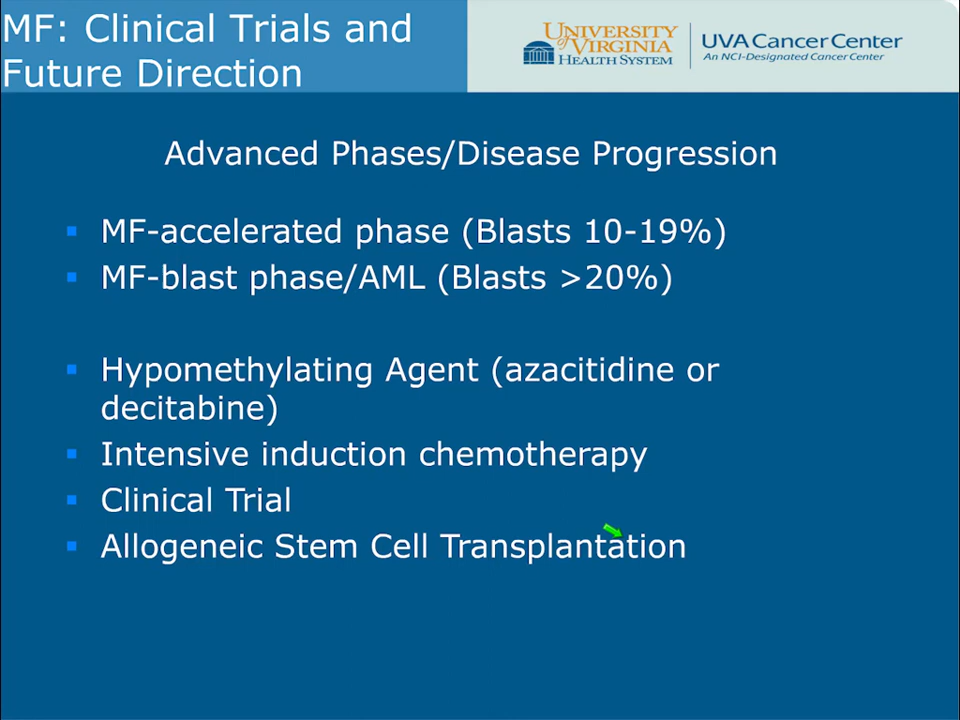 MF: Clinical Trials and
Future Direction
UNIVERSITY
OF VIRGINIA
HEALTH SYSTEM
UVA Cancer Center
An NCI-Designated Cancer Center
Advanced Phases/Disease Progression
▪ MF-accelerated phase (Blasts 10-19%)
▪ MF-blast phase/AML (Blasts >20%)
▪ Hypomethylating Agent (azacitidine or
decitabine)
▪ Intensive induction chemotherapy
▪ Clinical Trial
▪ Allogeneic Stem Cell Transplantation